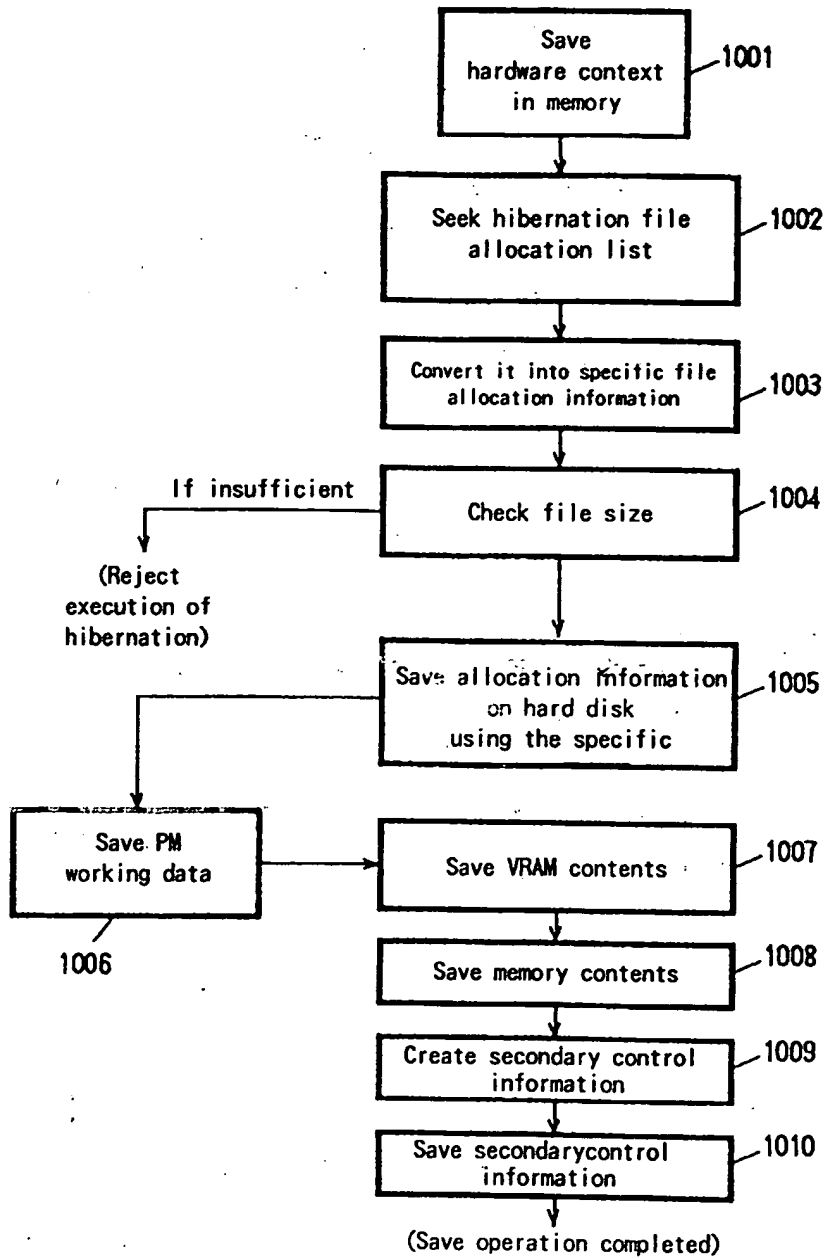 Save
hardware context
in memory
1001
Seek hibernation file
allocation list
1002
Convert it into specific file
allocation information
1003
If insufficient
Check file size
1004
(Reject
execution of
hibernation)
Save allocation information
on hard disk
using the specific
1005
Save PM
working data
1006
Save VRAM contents
1007
Save memory contents
1008
Create secondary control
information
1009
Save secondarycontrol
information
1010
(Save operation completed)